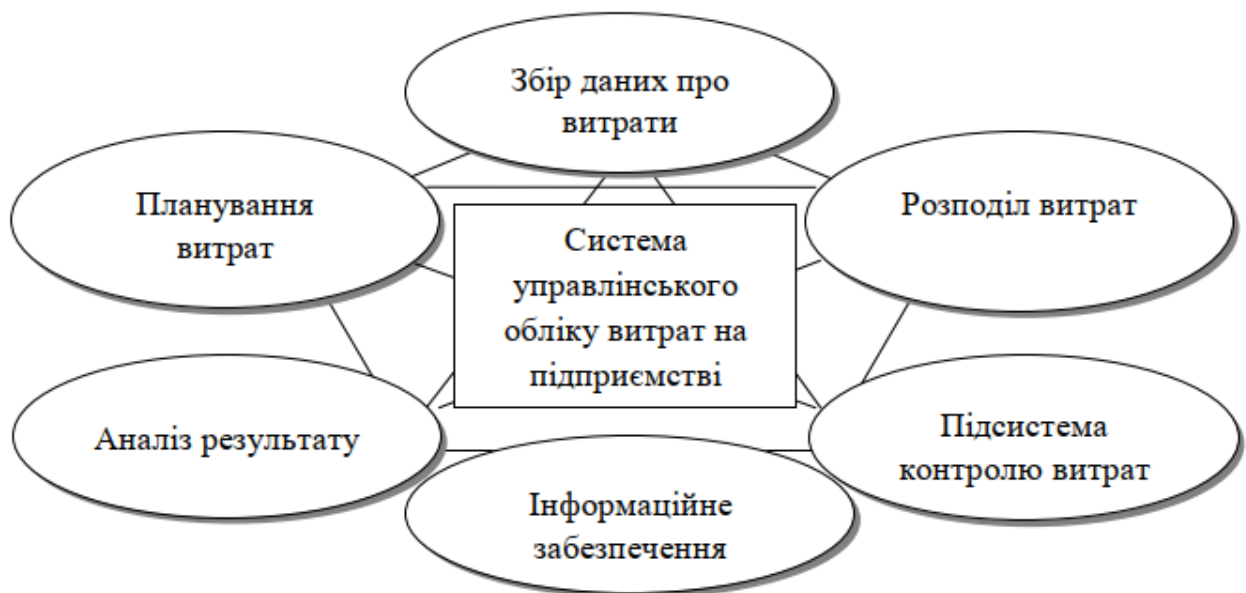 Збір даних про
витрати
Планування
витрат
Розподіл витрат
Система
управлінського
обліку витрат на
підприємстві
Аналіз результату
Підсистема
контролю витрат
Інформаційне
забезпечення